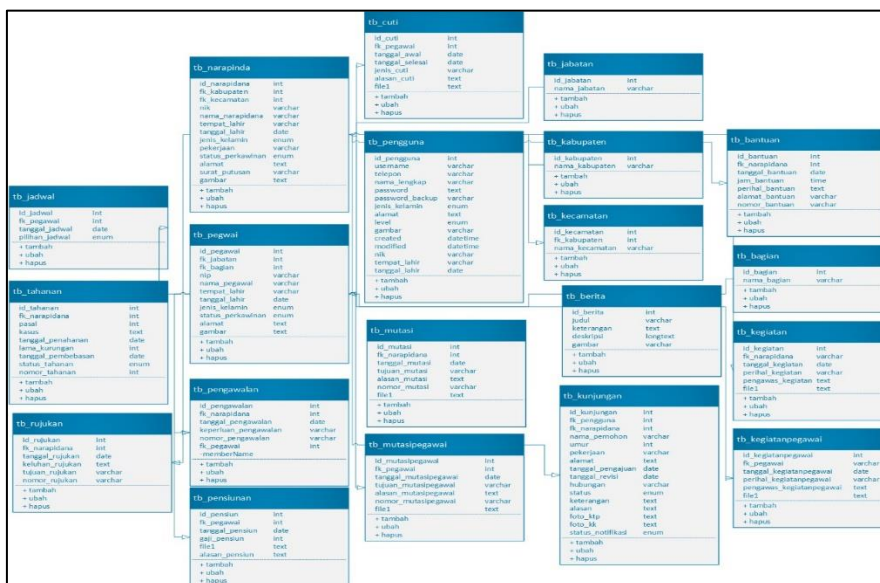 tb_cuti
id_cuti int
fk_pegawai int
tanggal_awal date
tanggal_selesai date
jenis_cuti varchar
alasan_cuti text
file1 text
+ tambah
+ ubah
+ hapus
tb_narapinda
id_narapidana int
fk_kabupaten int
fk_kecamatan int
nik varchar
nama_narapidana varchar
tempat_lahir varchar
tanggal_lahir date
jenis_kelamin enum
pekerjaan varchar
status_perkawinan enum
alamat text
surat_putusan varchar
gambar text
+ tambah
+ ubah
+ hapus
tb_jabatan
id_jabatan int
nama_jabatan varchar
+ tambah
+ ubah
+ hapus
tb_pengguna
id_pengguna int
username varchar
telepon varchar
nama_lengkap varchar
password text
password_backup varchar
jenis_kelamin enum
alamat text
level enum
gambar varchar
created datetime
modified datetime
nik varchar
tempat_lahir varchar
tanggal_lahir date
+ tambah
+ ubah
+ hapus
tb_kabupaten
id_kabupaten int
nama_kabupaten varchar
+ tambah
+ ubah
+ hapus
tb_bantuan
id_bantuan int
fk_narapidana int
tanggal_bantuan date
jam_bantuan time
perihal_bantuan text
alamat_bantuan varchar
nomor_bantuan varchar
+ tambah
+ ubah
+ hapus
tb_jadwal
id_jadwal int
fk_pegawai int
tanggal_jadwal date
pilihan_jadwal enum
+ tambah
+ ubah
+ hapus
tb_pegwai
id_pegawai int
fk_jabatan int
fk_bagian int
nip varchar
nama_pegawai varchar
tempat_lahir varchar
tanggal_lahir date
jenis_kelamin enum
status_perkawinan enum
alamat text
gambar text
+ tambah
+ ubah
+ hapus
tb_kecamatan
id_kecamatan int
fk_kabupaten int
nama_kecamatan varchar
+ tambah
+ ubah
+ hapus
tb_bagian
id_bagian int
nama_bagian varchar
+ tambah
+ ubah
+ hapus
tb_tahanan
id_tahanan int
fk_narapidana int
pasal int
kasus text
tanggal_penahanan date
lama_kurungan int
tanggal_pembebasan date
status_tahanan enum
nomor_tahanan int
+ tambah
+ ubah
+ hapus
tb_berita
id_berita int
judul varchar
keterangan text
deskripsi longtext
gambar varchar
+ tambah
+ ubah
+ hapus
tb_mutasi
id_mutasi int
fk_narapidana int
tanggal_mutasi date
tujuan_mutasi varchar
alasan_mutasi text
nomor_mutasi varchar
file1 text
+ tambah
+ ubah
+ hapus
tb_kegiatan
id_kegiatan int
fk_narapidana varchar
tanggal_kegiatan date
perihal_kegiatan varchar
pengawas_kegiatan text
file1 text
+ tambah
+ ubah
+ hapus
tb_pengawalan
id_pengawalan int
fk_narapidana int
tanggal_pengawalan date
keperluan_pengawalan varchar
nomor_pengawalan varchar
fk_pegawai int
-memberName
+ tambah
+ ubah
+ hapus
tb_kunjungan
id_kunjungan int
fk_pengguna int
fk_narapidana int
nama_pemohon varchar
umur int
pekerjaan varchar
alamat text
tanggal_pengajuan date
tanggal_revisi date
hubungan varchar
status enum
keterangan text
alasan text
foto_ktp text
foto_kk text
status_notifikasi enum
+ tambah
+ ubah
+ hapus
tb_rujukan
id_rujukan int
fk_narapidana int
tanggal_rujukan date
keluhan_rujukan text
tujuan_rujukan varchar
nomor_rujukan varchar
+ tambah
+ ubah
+ hapus
tb_mutasipegawai
id_mutasipegawai int
fk_pegawai int
tanggal_mutasipegawai date
tujuan_mutasipegawai varchar
alasan_mutasipegawai text
nomor_mutasipegawai varchar
file1 text
+ tambah
+ ubah
+ hapus
tb_kegiatanpegawai
id_kegiatanpegawai int
fk_pegawai varchar
tanggal_kegiatanpegawai date
perihal_kegiatanpegawai varchar
pengawas_kegiatanpegawai text
file1 text
+ tambah
+ ubah
+ hapus
tb_pensiunan
id_pensiun int
fk_pegawai int
tanggal_pensiun date
gaji_pensiun int
file1 text
alasan_pensiun text
+ tambah
+ ubah
+ hapus